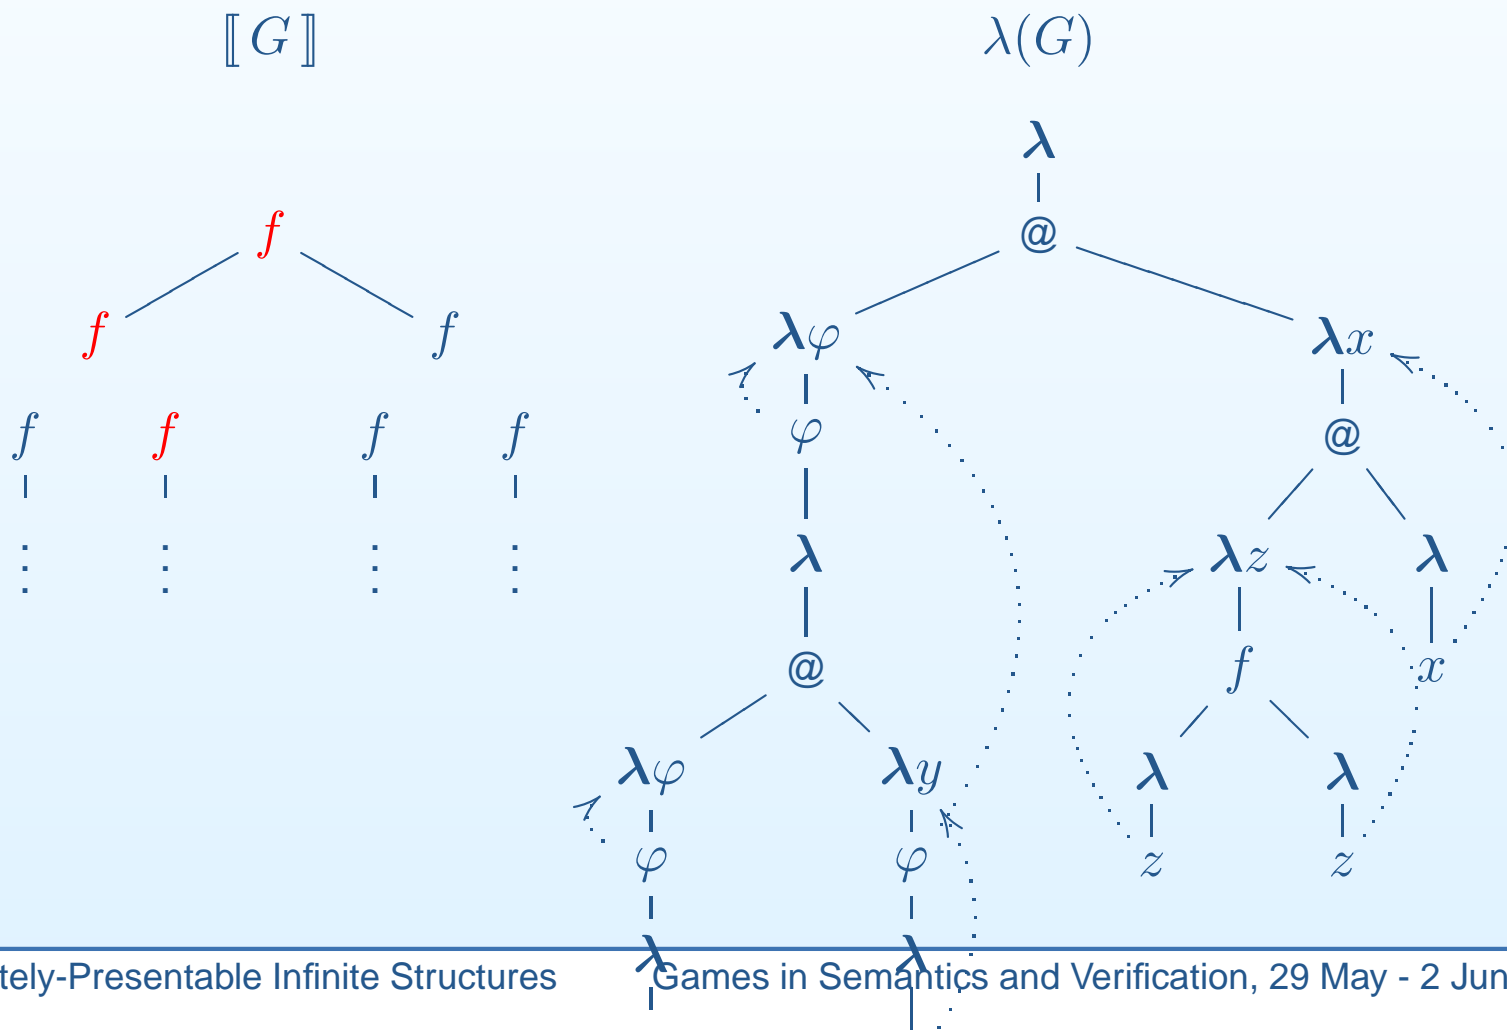 ⟦ G ⟧ λ(G)
λ
f @
f f λφ λx
f f f f φ @
⋮ ⋮ ⋮ ⋮ λ λz λ
@ f x
λφ λy λ λ
φ φ z z
λ λ
tely-Presentable Infinite Structures Games in Semantics and Verification, 29 May - 2 Jun